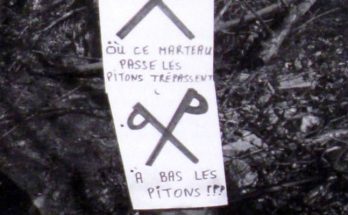 OÙ CE MARTEAU
PASSE LES
PITONS TRÉPASSENT
À BAS LES
PITONS !!!